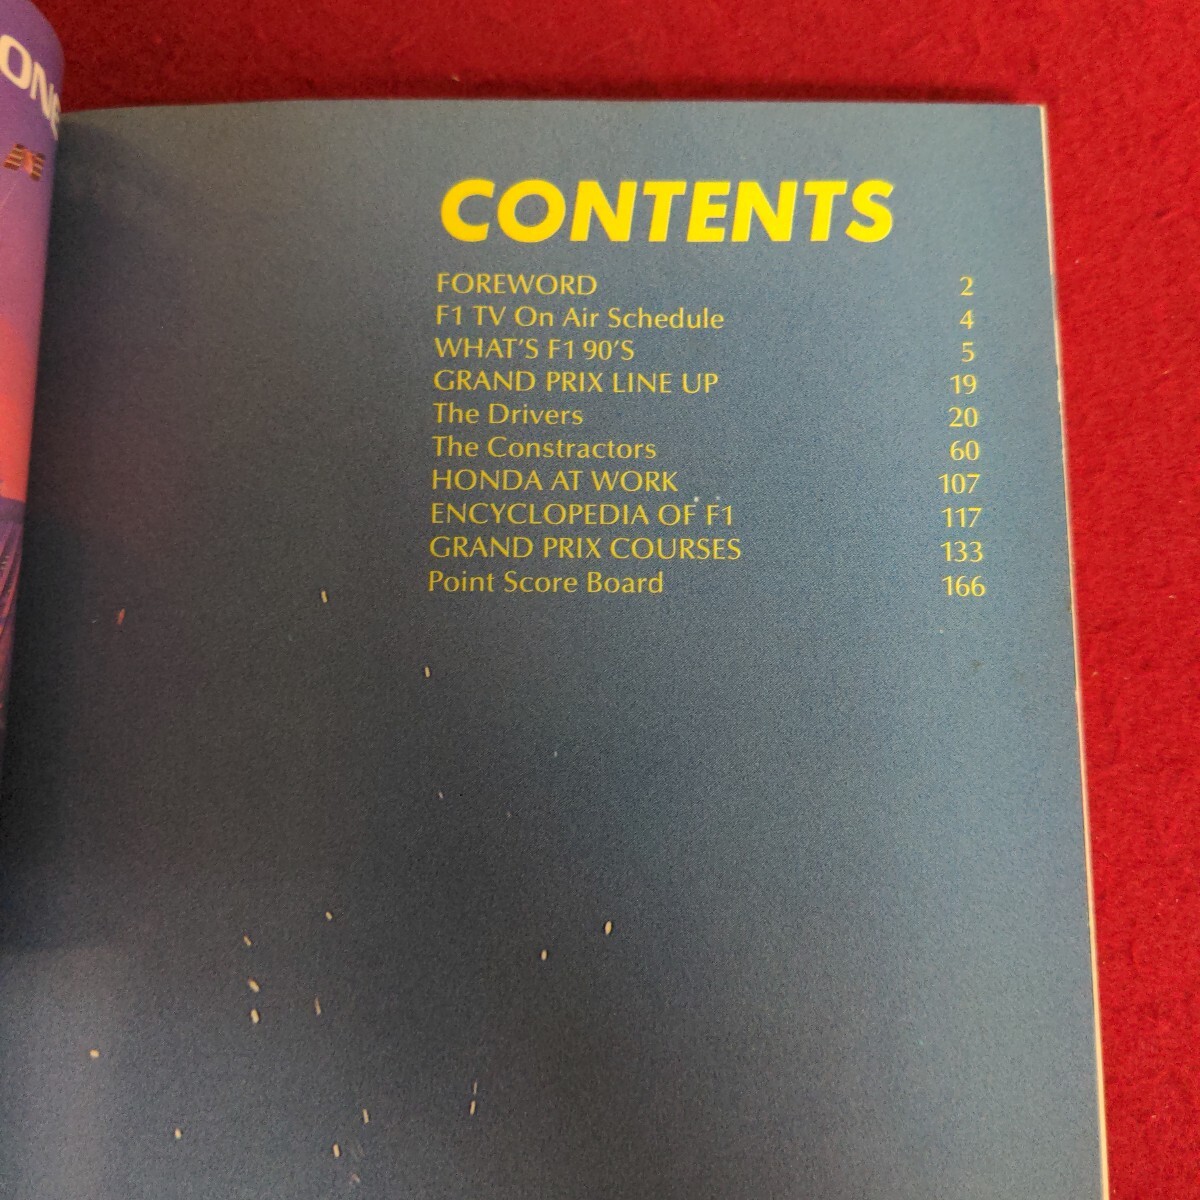 ONE
CONTENTS
FOREWORD 2
F1 TV On Air Schedule 4
WHAT'S F1 90'S 5
GRAND PRIX LINE UP 19
The Drivers 20
The Constractors 60
HONDA AT WORK 107
ENCYCLOPEDIA OF F1 117
GRAND PRIX COURSES 133
Point Score Board 166